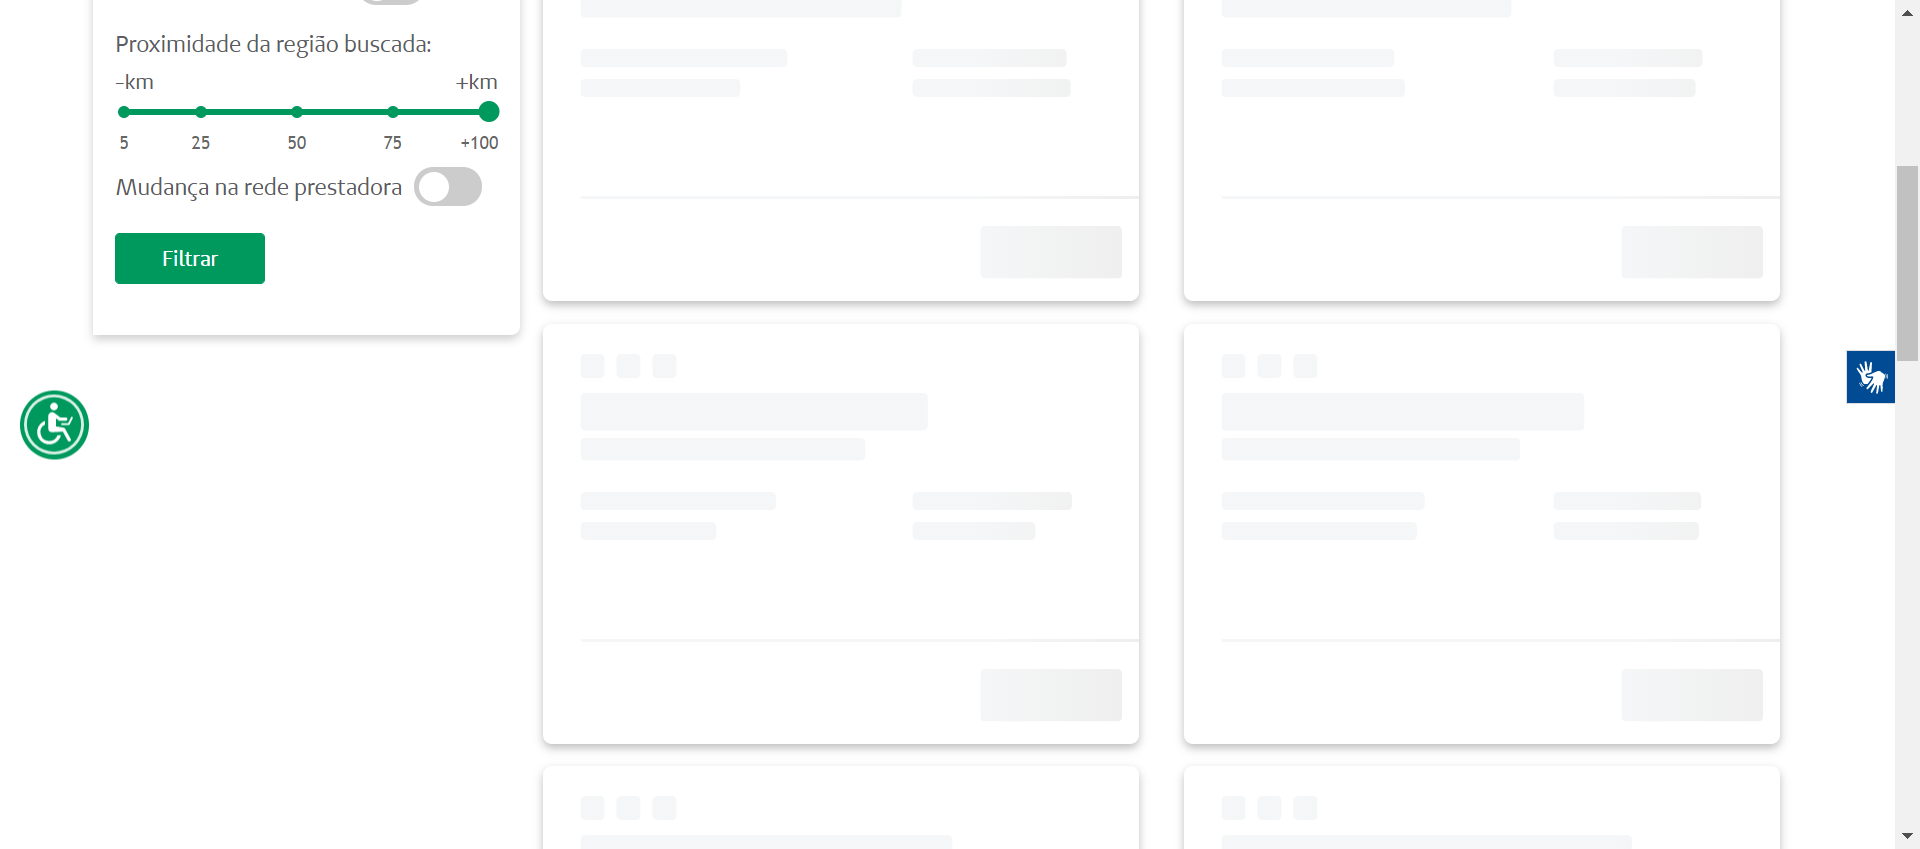 Proximidade da região buscada:
-km +km
5 25 50 75 +100
Mudança na rede prestadora
Filtrar